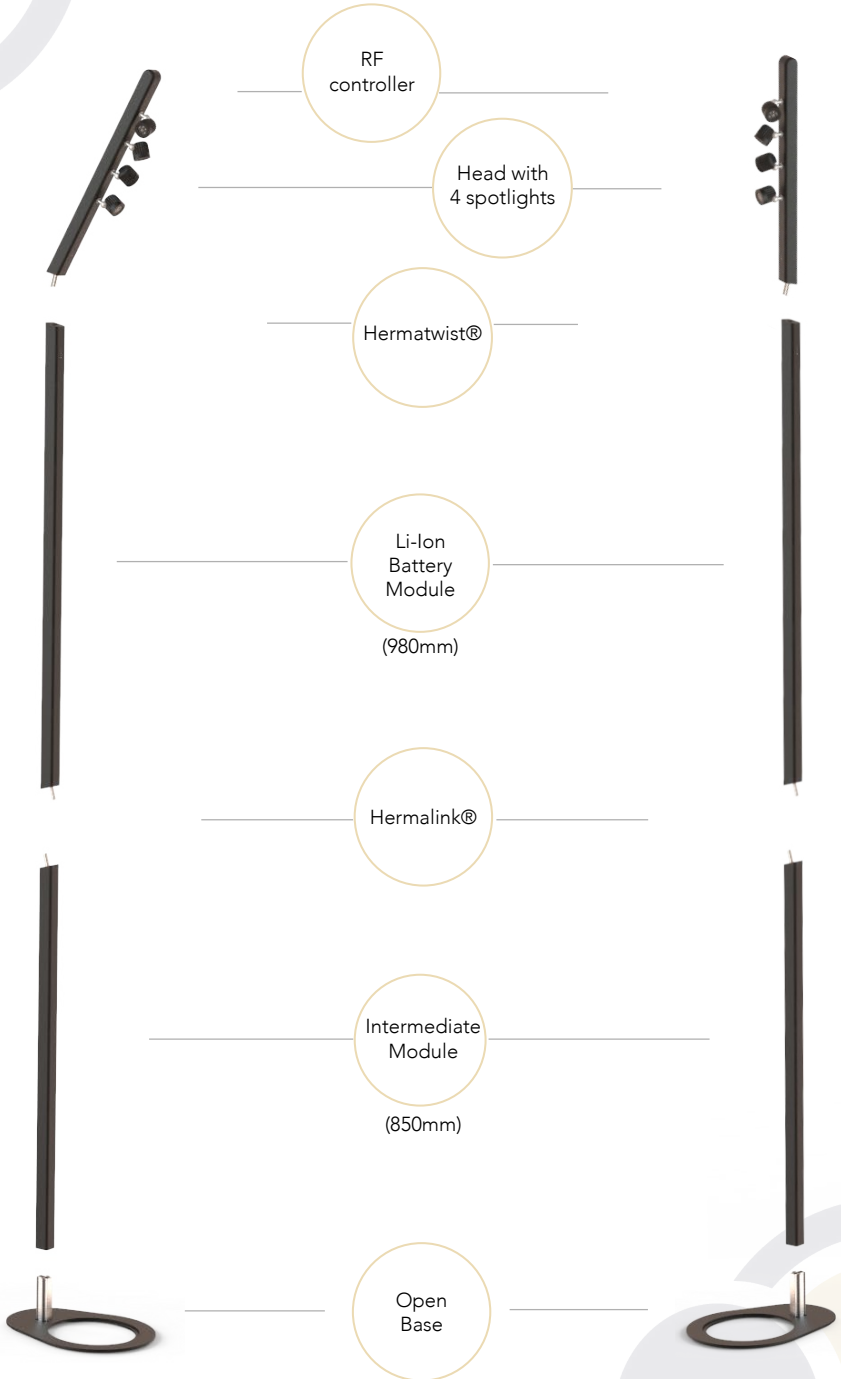 RF
controller
Head with
4 spotlights
Hermatwist®
Li-Ion
Battery
Module
(980mm)
Hermalink®
Intermediate
Module
(850mm)
Open
Base